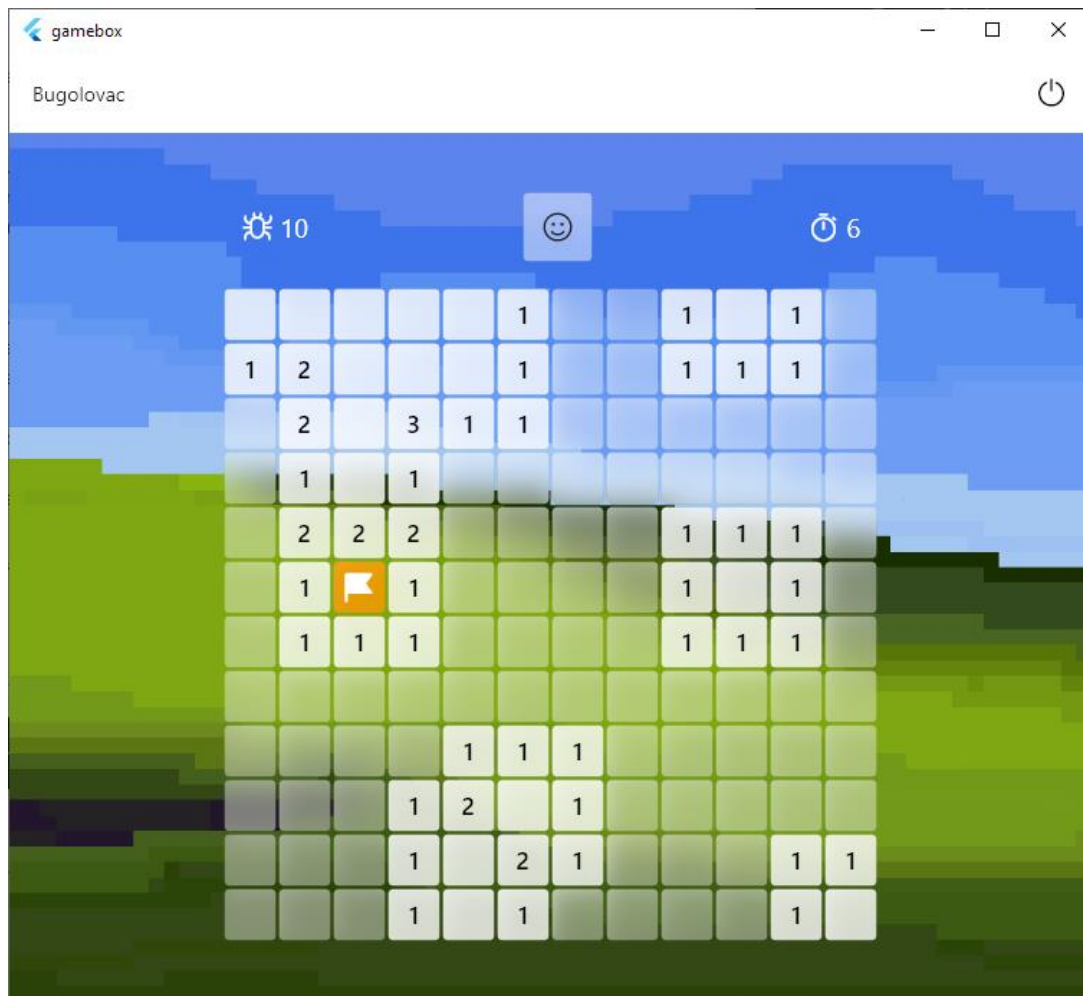 gamebox
Bugolovac
10 6
1 1 1
1 2 1 1 1 1
2 3 1 1
1 1
2 2 2 1 1 1
1 1 1 1
1 1 1 1 1 1
1 1 1
1 2 1
1 2 1 1 1
1 1 1